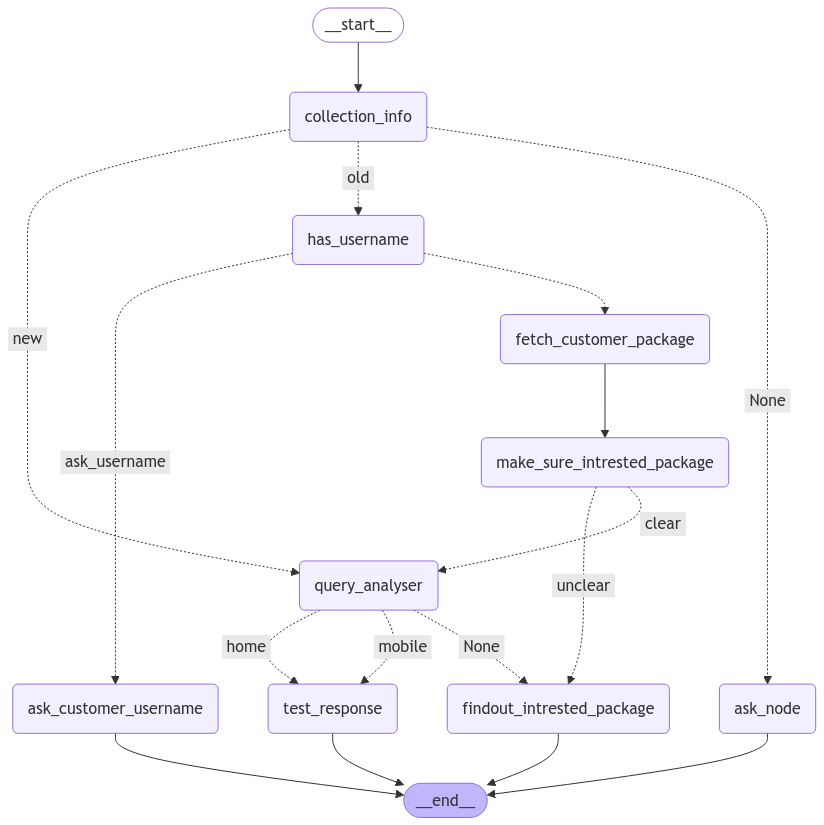 __start__
collection_info
old
has_username
new
fetch_customer_package
None
ask_username
make_sure_intrested_package
clear
query_analyser
unclear
home
mobile
None
ask_customer_username
test_response
findout_intrested_package
ask_node
__end__